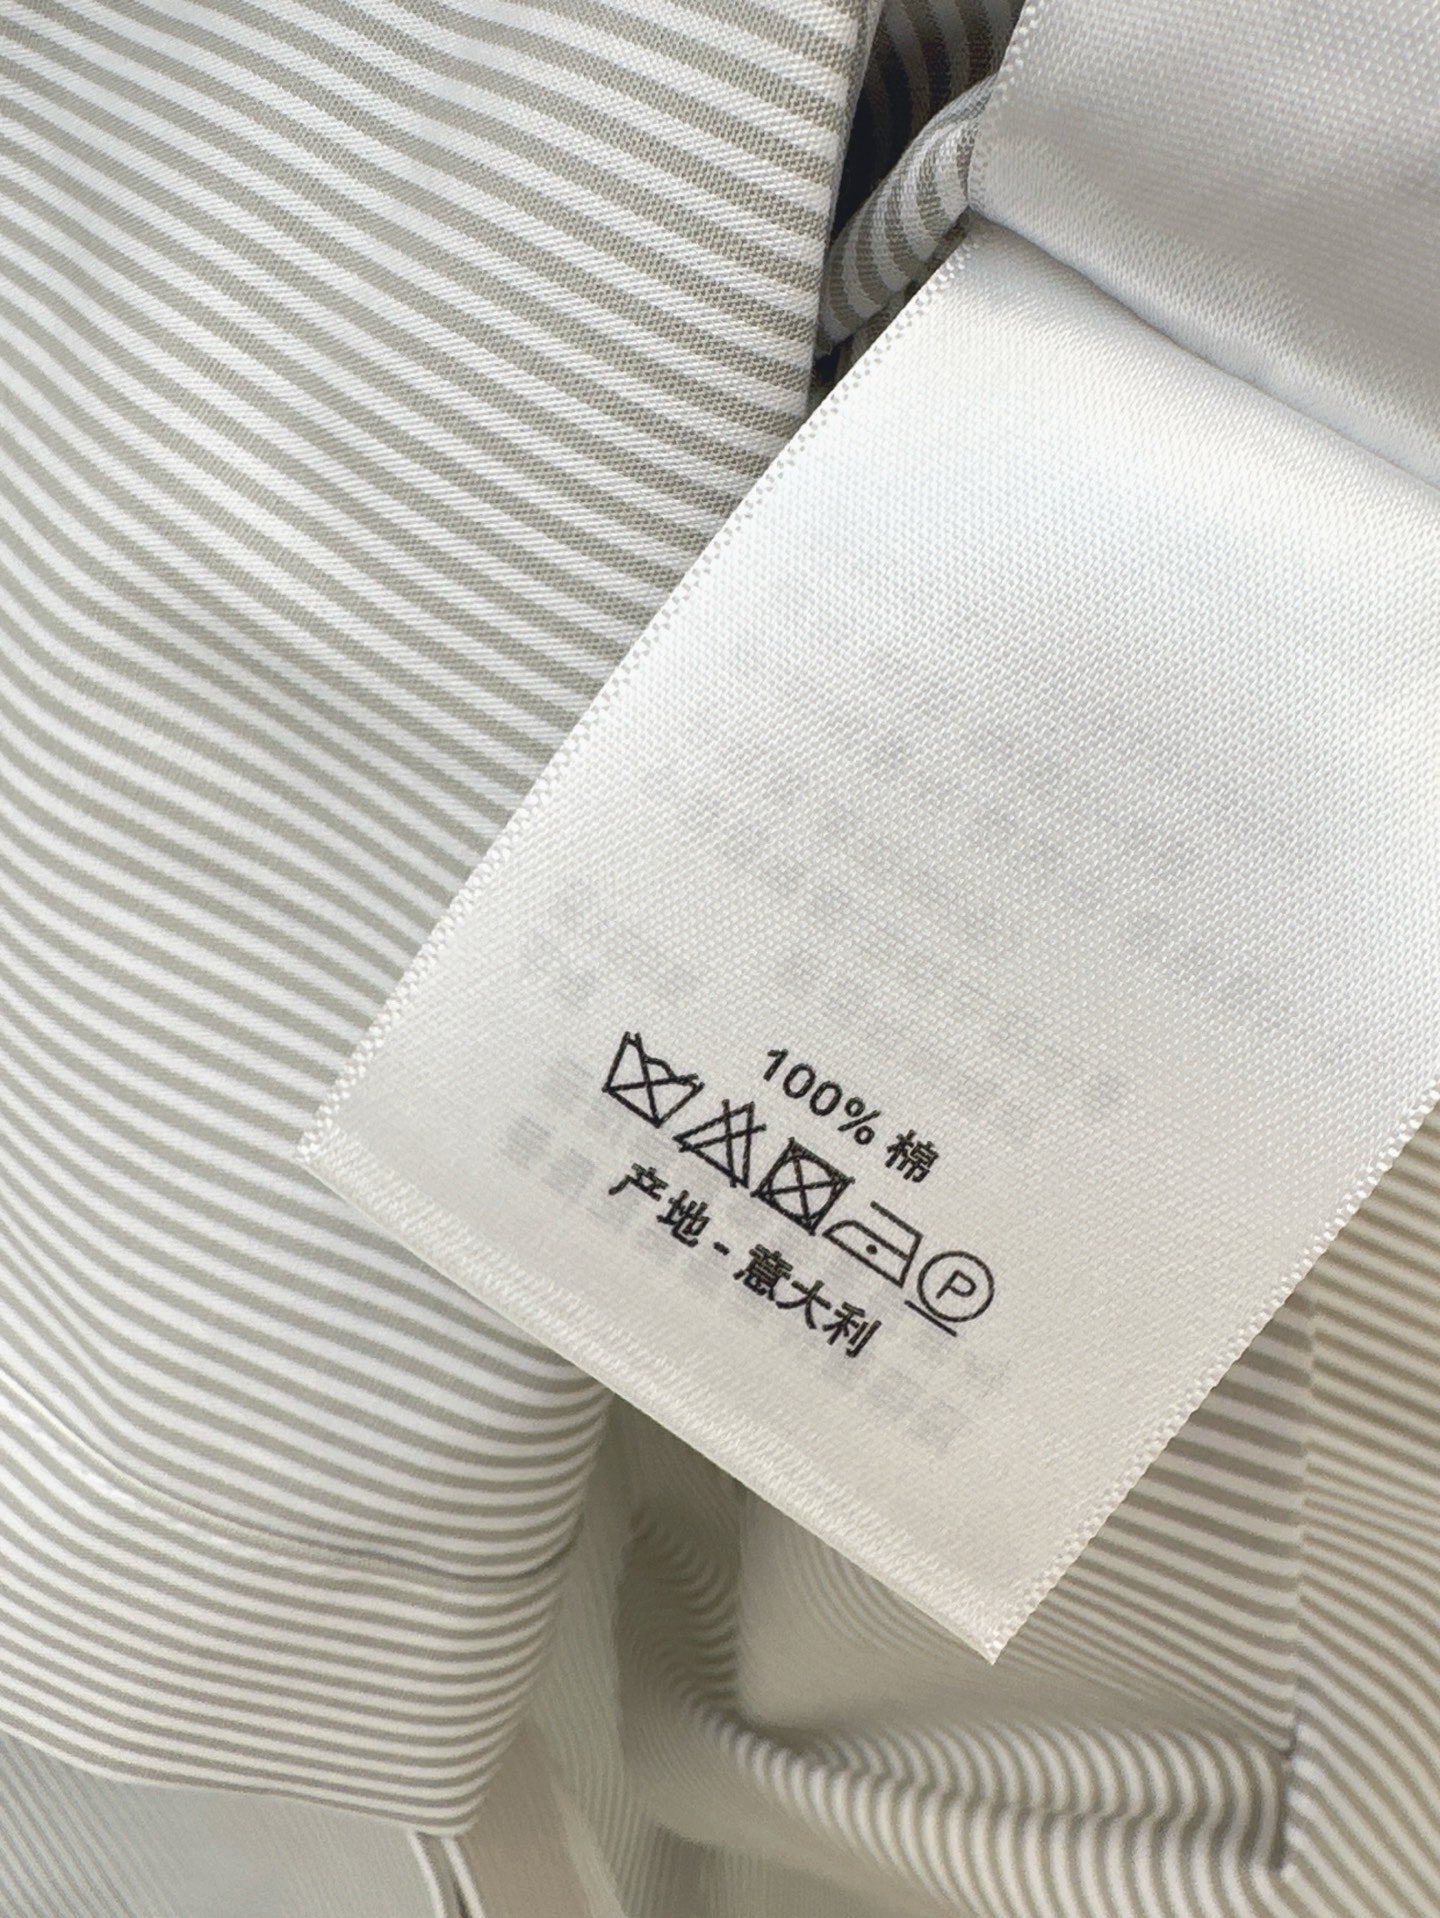 100% 棉
P
产地 - 意大利